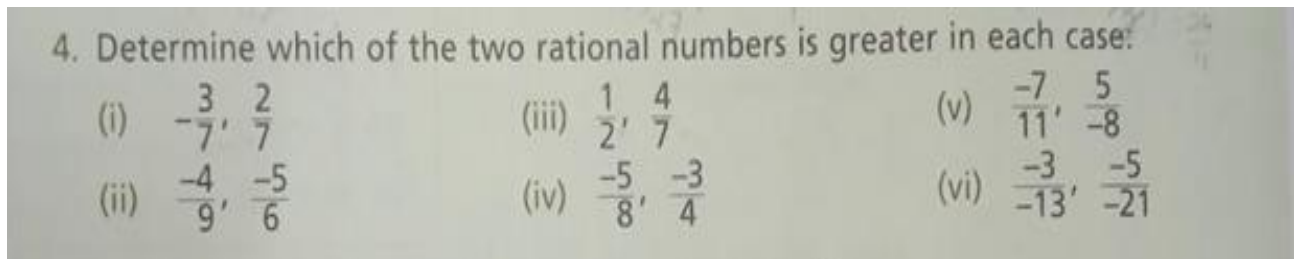 4. Determine which of the two rational numbers is greater in each case:
(i) -3/7, 2/7 (iii) 1/2, 4/7 (v) -7/11, 5/-8
(ii) -4/9, -5/6 (iv) -5/8, -3/4 (vi) -3/-13, -5/-21